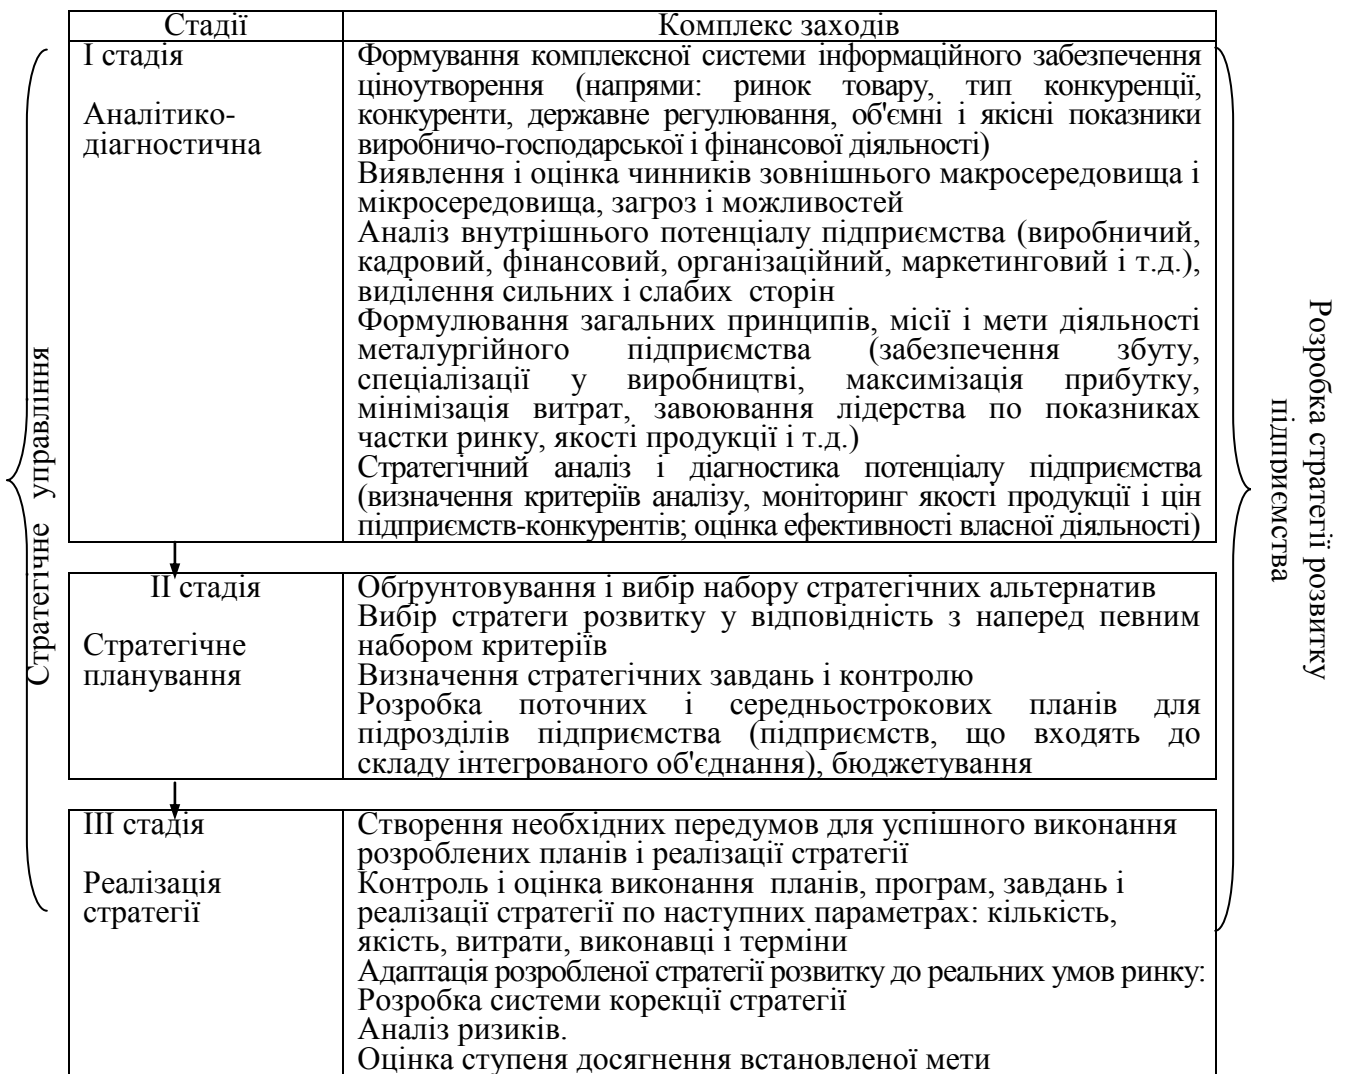 Стадії
Комплекс заходів
І стадія
Аналітико-
діагностична
Формування комплексної системи інформаційного забезпечення
ціноутворення (напрями: ринок товару, тип конкуренції,
конкуренти, державне регулювання, об'ємні і якісні показники
виробничо-господарської і фінансової діяльності)
Виявлення і оцінка чинників зовнішнього макросередовища і
мікросередовища, загроз і можливостей
Аналіз внутрішнього потенціалу підприємства (виробничий,
кадровий, фінансовий, організаційний, маркетинговий і т.д.),
виділення сильних і слабих сторін
Формулювання загальних принципів, місії і мети діяльності
металургійного підприємства (забезпечення збуту,
спеціалізації у виробництві, максимізація прибутку,
мінімізація витрат, завоювання лідерства по показниках
частки ринку, якості продукції і т.д.)
Стратегічний аналіз і діагностика потенціалу підприємства
(визначення критеріїв аналізу, моніторинг якості продукції і цін
підприємств-конкурентів; оцінка ефективності власної діяльності)
ІІ стадія
Стратегічне
планування
Обґрунтовування і вибір набору стратегічних альтернатив
Вибір стратеги розвитку у відповідність з наперед певним
набором критеріїв
Визначення стратегічних завдань і контролю
Розробка поточних і середньострокових планів для
підрозділів підприємства (підприємств, що входять до
складу інтегрованого об'єднання), бюджетування
ІІІ стадія
Реалізація
стратегії
Створення необхідних передумов для успішного виконання
розроблених планів і реалізації стратегії
Контроль і оцінка виконання планів, програм, завдань і
реалізації стратегії по наступних параметрах: кількість,
якість, витрати, виконавці і терміни
Адаптація розробленої стратегії розвитку до реальних умов ринку:
Розробка системи корекції стратегії
Аналіз ризиків.
Оцінка ступеня досягнення встановленої мети
Стратегічне управління
Розробка стратегії розвитку
підприємства